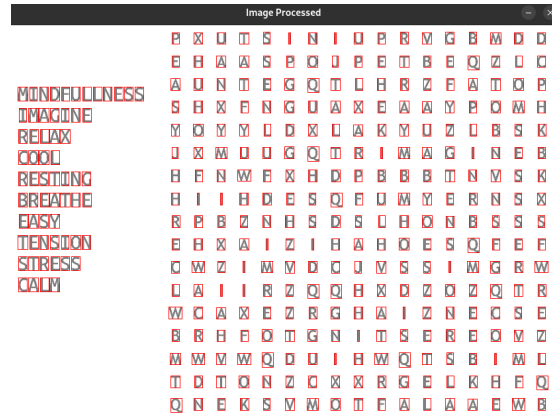 Image Processed
MINDFULLNESS
IMAGINE
RELAX
COOL
RESTING
BREATHE
EASY
TENSION
STRESS
CALM
P X U T S I N I U P R V G B M D D
E H A A S P O J P E T B E Q Z L C
A U N T E G Q T L H R Z F A T O P
S H X F N G U A X E A A Y P O M H
Y O Y Y L D X L A K Y U Z L B S K
J X M U U G Q T R I M A G I N E B
H F N W F X H D P B B B T N V S K
H I I H D E S Q F U M Y E R N S X
R P B Z N H S D S L H O N B S S S
E H X A I Z I H A H O E S Q F E F
C W Z I M V D C J V S S I M G R W
L A I I R Z Q Q H X D Z O Z Q T R
W C A X E Z R G H A I Z N E C S E
B R H F O T G N I T S E R E O V Z
M W V W Q D U I H W Q T S B I M L
T D T O N Z C X X R G E L K H F Q
Q N E K S V M O T F A L A A E W B